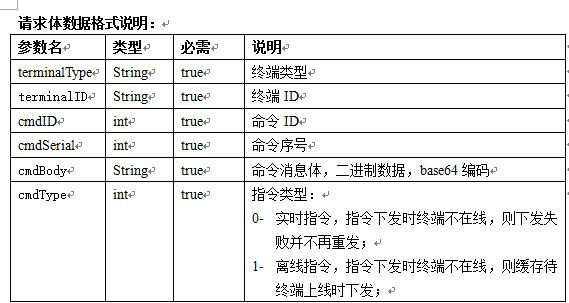 请求体数据格式说明：
参数名 类型 必需 说明
terminalType String true 终端类型
terminalID String true 终端 ID
cmdID int true 命令 ID
cmdSerial int true 命令序号
cmdBody String true 命令消息体，二进制数据，base64 编码
cmdType int true 指令类型：
0- 实时指令，指令下发时终端不在线，则下发失
败并不再重发；
1- 离线指令，指令下发时终端不在线，则缓存待
终端上线时下发；